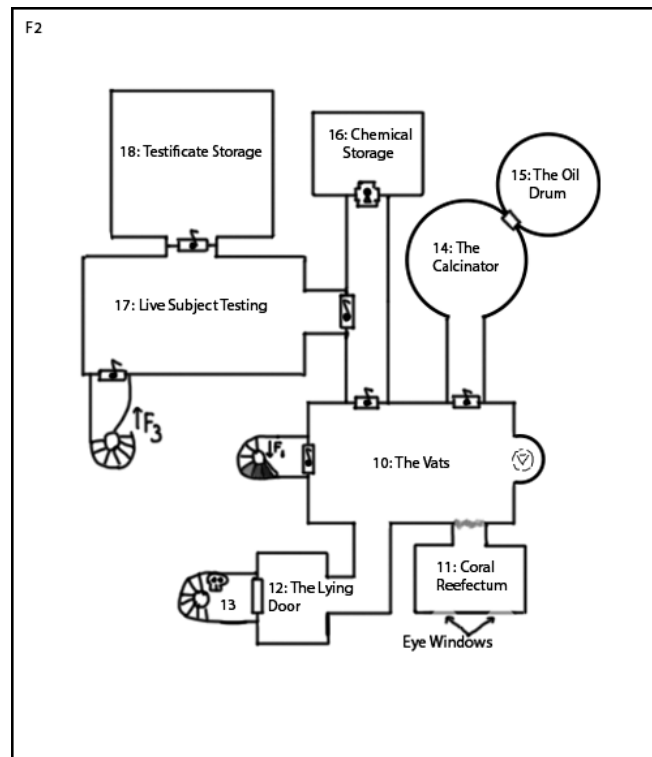 F2
18: Testificate Storage
16: Chemical
Storage
15: The Oil
Drum
14: The
Calcinator
17: Live Subject Testing
↑F3
↓F1
10: The Vats
11: Coral
Reefectum
12: The Lying
Door
13
Eye Windows